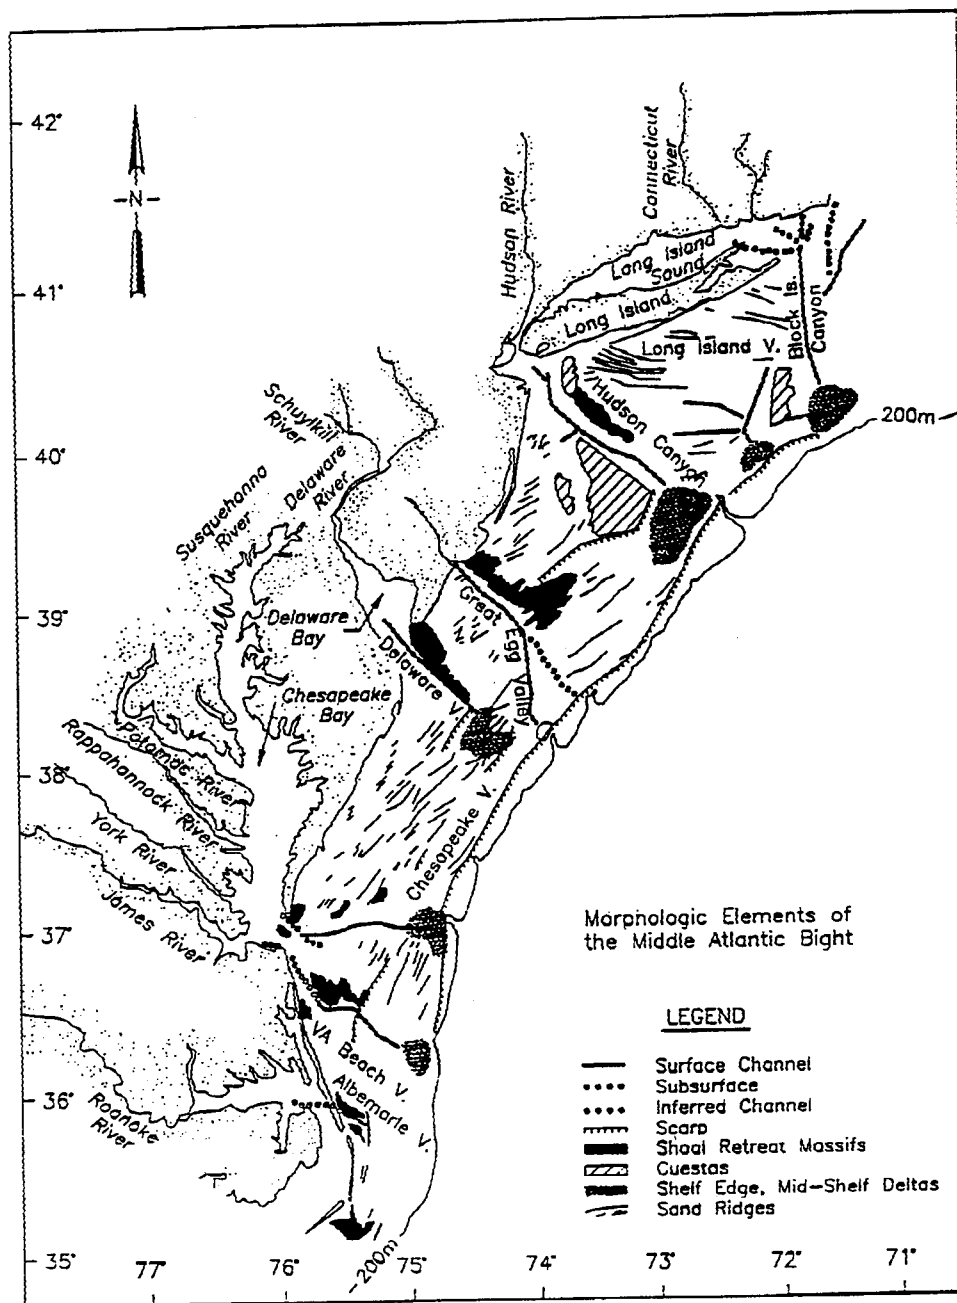 42°
41°
40°
39°
38°
37°
36°
35°
77°
76°
75°
74°
73°
72°
71°
-N-
Hudson River
Connecticut
River
Long Island
Sound
Long Island
Long Island V.
Block Is.
Canyon
Hudson Canyon
200m
Schuylkill
River
Delaware
River
Susquehanna
River
Delaware
Bay
Delaware V.
Great Egg Valley
Chesapeake
Bay
Potomac River
Rappahannock River
York River
James River
Chesapeake V.
VA Beach V.
Albemarle V.
Roanoke
River
200m
Morphologic Elements of
the Middle Atlantic Bight
LEGEND
Surface Channel
Subsurface
Inferred Channel
Scarp
Shoal Retreat Massifs
Cuestas
Shelf Edge, Mid-Shelf Deltas
Sand Ridges